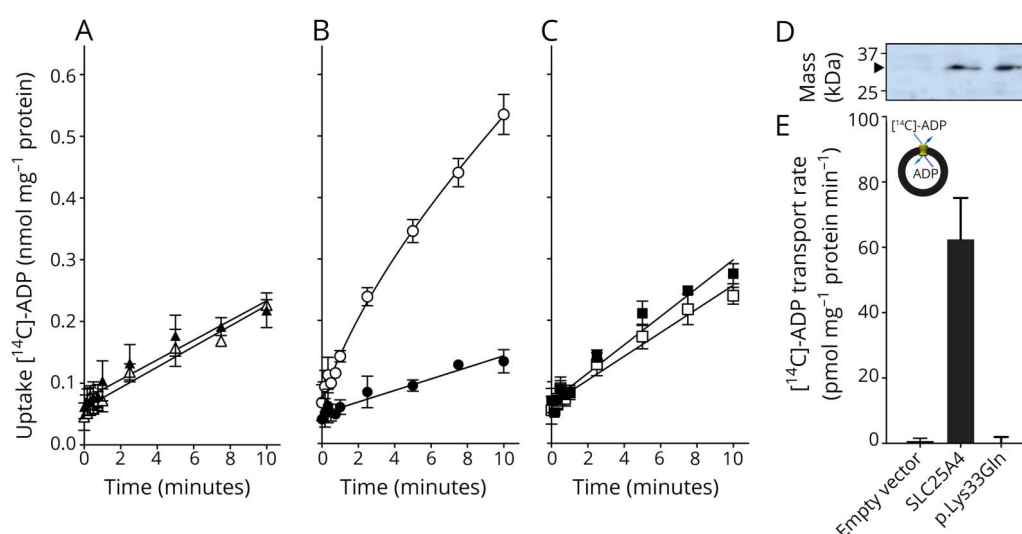 A
B
C
D
Uptake [¹⁴C]-ADP (nmol mg⁻¹ protein)
0.6
0.5
0.4
0.3
0.2
0.1
0.0
0
2
4
6
8
10
Time (minutes)
0
2
4
6
8
10
Time (minutes)
0
2
4
6
8
10
Time (minutes)
Mass
(kDa)
37
25
E
[¹⁴C]-ADP transport rate
(pmol mg⁻¹ protein min⁻¹)
100
80
60
40
20
0
[¹⁴C]-ADP
ADP
Empty vector
SLC25A4
p.Lys33Gln